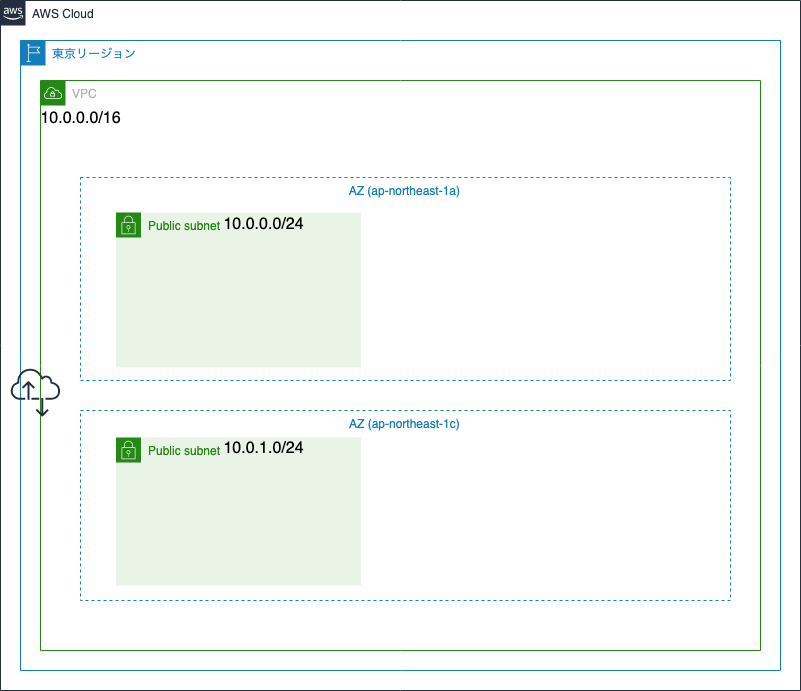 aws
AWS Cloud
東京リージョン
VPC
10.0.0.0/16
AZ (ap-northeast-1a)
Public subnet 10.0.0.0/24
AZ (ap-northeast-1c)
Public subnet 10.0.1.0/24